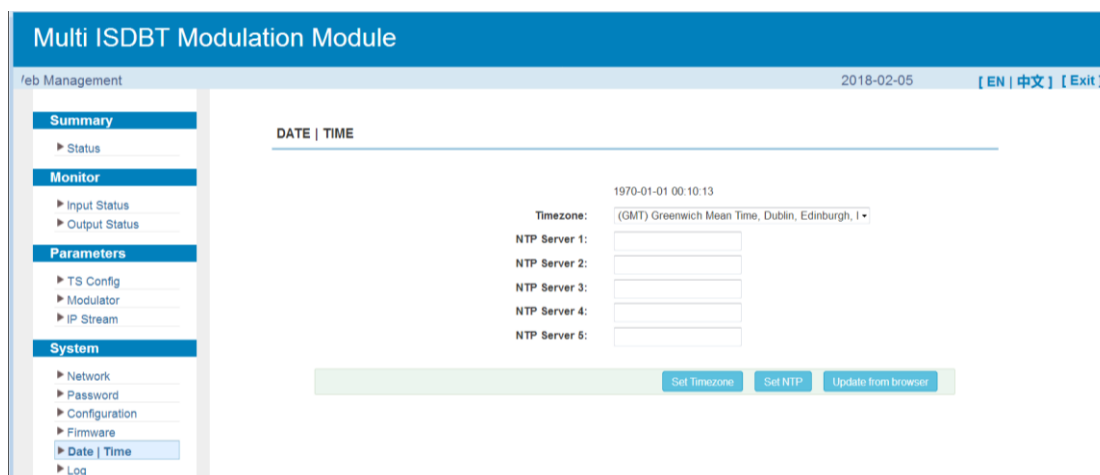 Multi ISDBT Modulation Module
eb Management 2018-02-05 [ EN | 中文 ] [ Exit ]
Summary
Status
Monitor
Input Status
Output Status
Parameters
TS Config
Modulator
IP Stream
System
Network
Password
Configuration
Firmware
Date | Time
Log
DATE | TIME
1970-01-01 00:10:13
Timezone: (GMT) Greenwich Mean Time, Dublin, Edinburgh, l
NTP Server 1:
NTP Server 2:
NTP Server 3:
NTP Server 4:
NTP Server 5:
Set Timezone Set NTP Update from browser